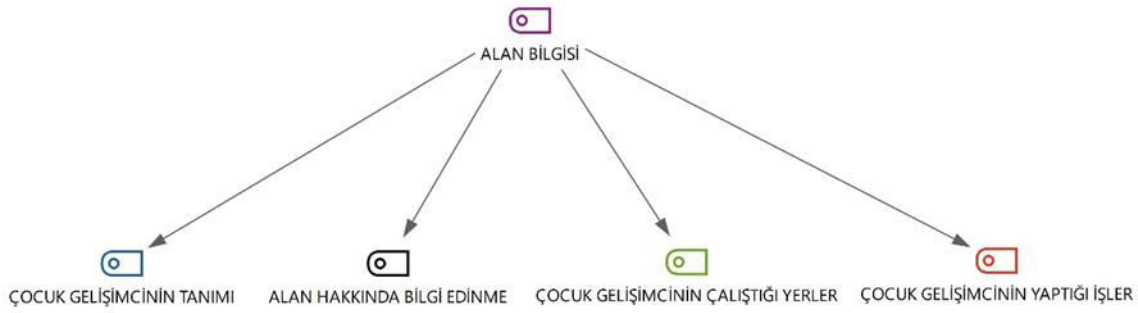 ALAN BİLGİSİ
ÇOCUK GELİŞİMCİNİN TANIMI
ALAN HAKKINDA BİLGİ EDİNME
ÇOCUK GELİŞİMCİNİN ÇALIŞTIĞI YERLER
ÇOCUK GELİŞİMCİNİN YAPTIĞI İŞLER